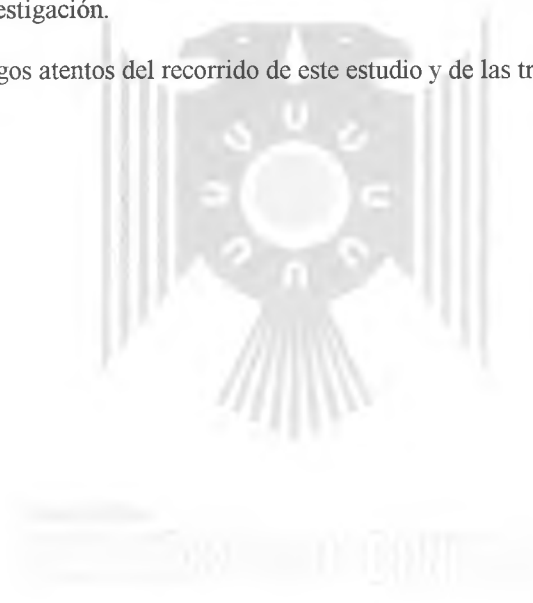 estigación.
gos atentos del recorrido de este estudio y de las tr